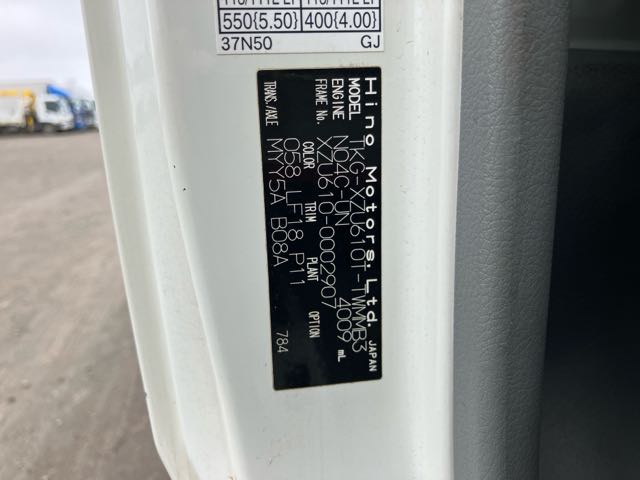 550{5.50} 400{4.00}
37N50 GJ
Hino Motors, Ltd. JAPAN
MODEL TKG-XZU610T-TWMMB3
ENGINE N04C-UN 4009 mL
FRAME No. XZU610-0002907
COLOR TRIM PLANT OPTION
058 LF18 P11
TRANS./AXLE MYY5A B08A 784